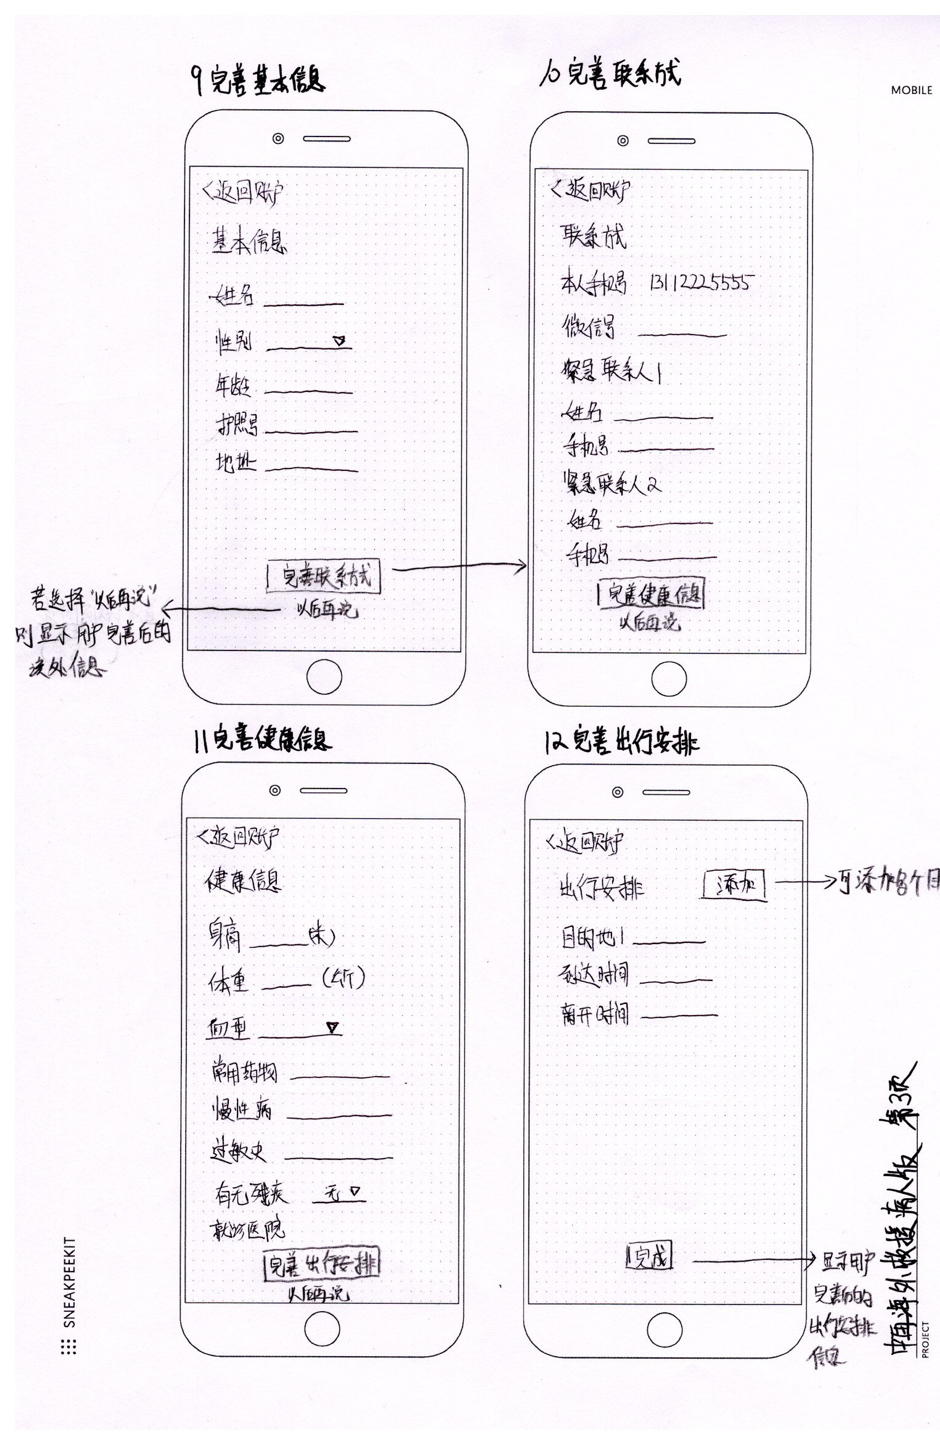 9 完善基本信息
<返回账户
基本信息
姓名
性别
年龄
护照号
地址
完善联系方式
以后再说
若选择“以后再说”
则显示用户完善后的
海外信息
10 完善联系方式
<返回账户
联系方式
本人手机号 13112225555
微信号
紧急联系人1
姓名
手机号
紧急联系人2
姓名
手机号
完善健康信息
以后再说
MOBILE
11 完善健康信息
<返回账户
健康信息
身高 (米)
体重 (公斤)
血型
常用药物
慢性病
过敏史
有无残疾 无
就诊医院
完善出行安排
以后再说
12 完善出行安排
<返回账户
出行安排 添加
可添加多个目
目的地1
到达时间
离开时间
完成
显示用户
完善后的
出行安排
信息
中再海外救援病人版 第3页
PROJECT
SNEAKPEEKIT